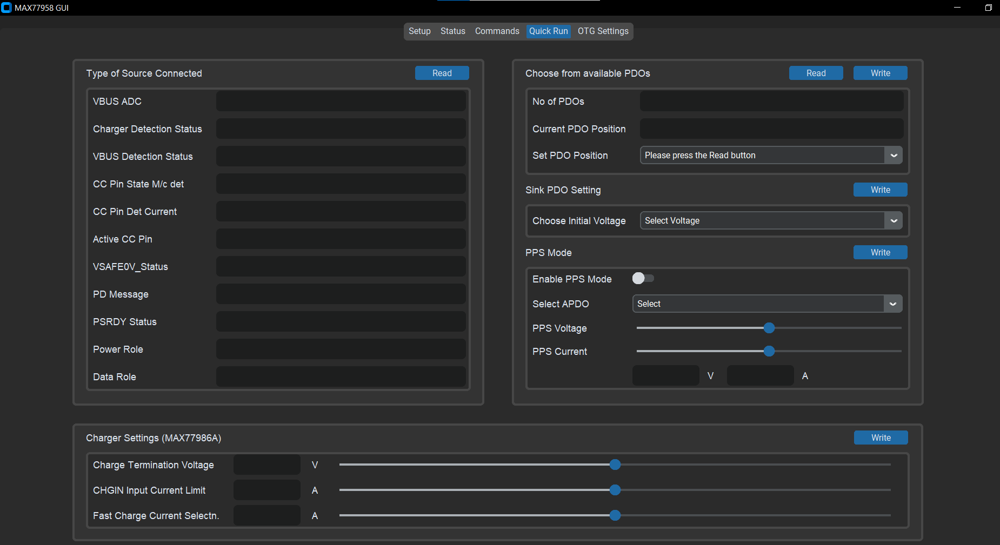 MAX77958 GUI
Setup Status Commands Quick Run OTG Settings
Type of Source Connected Read
VBUS ADC
Charger Detection Status
VBUS Detection Status
CC Pin State M/c det
CC Pin Det Current
Active CC Pin
VSAFE0V_Status
PD Message
PSRDY Status
Power Role
Data Role
Choose from available PDOs Read Write
No of PDOs
Current PDO Position
Set PDO Position Please press the Read button
Sink PDO Setting Write
Choose Initial Voltage Select Voltage
PPS Mode Write
Enable PPS Mode
Select APDO Select
PPS Voltage
PPS Current
V A
Charger Settings (MAX77986A) Write
Charge Termination Voltage V
CHGIN Input Current Limit A
Fast Charge Current Selectn. A